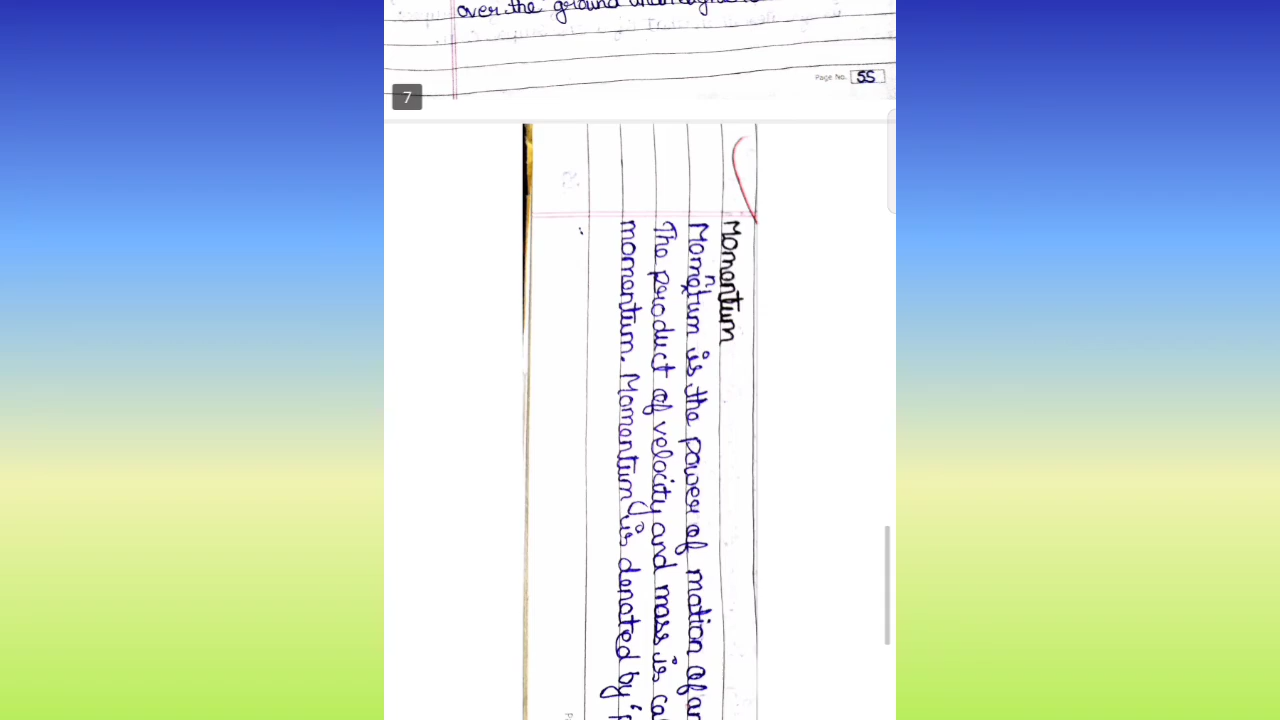 over the ground
Page No. 55
7
Momentum
Momentum is the power of motion of an
The product of velocity and mass is ca
momentum. Momentum is denoted by 'p